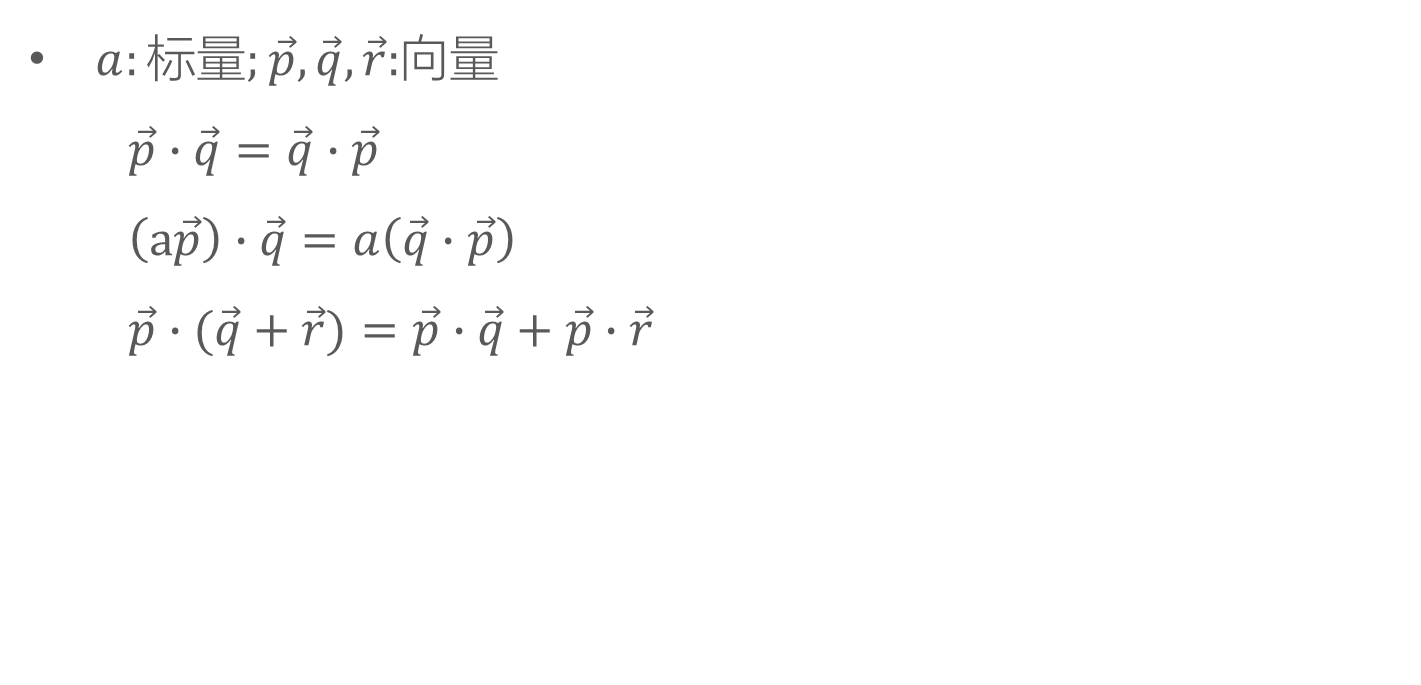 • a: 标量; p⃗, q⃗, r⃗:向量
p⃗ · q⃗ = q⃗ · p⃗
(ap⃗) · q⃗ = a(q⃗ · p⃗)
p⃗ · (q⃗ + r⃗) = p⃗ · q⃗ + p⃗ · r⃗